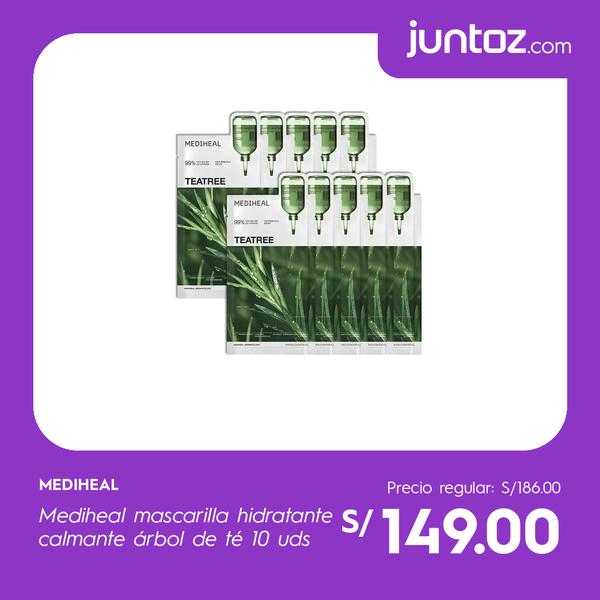 juntoz.com
MEDIHEAL
99%
TEATREE
MEDIHEAL
99%
TEATREE
MEDIHEAL
Precio regular: S/186.00
Mediheal mascarilla hidratante
calmante árbol de té 10 uds
S/149.00